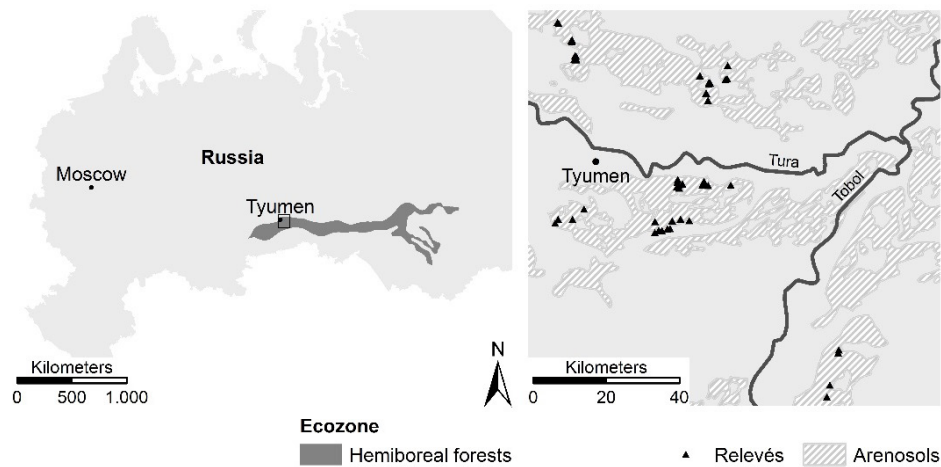 Moscow
Russia
Tyumen
Kilometers
0 500 1.000
N
Tyumen
Tura
Tobol
Kilometers
0 20 40
Ecozone
Hemiboreal forests
Relevés
Arenosols